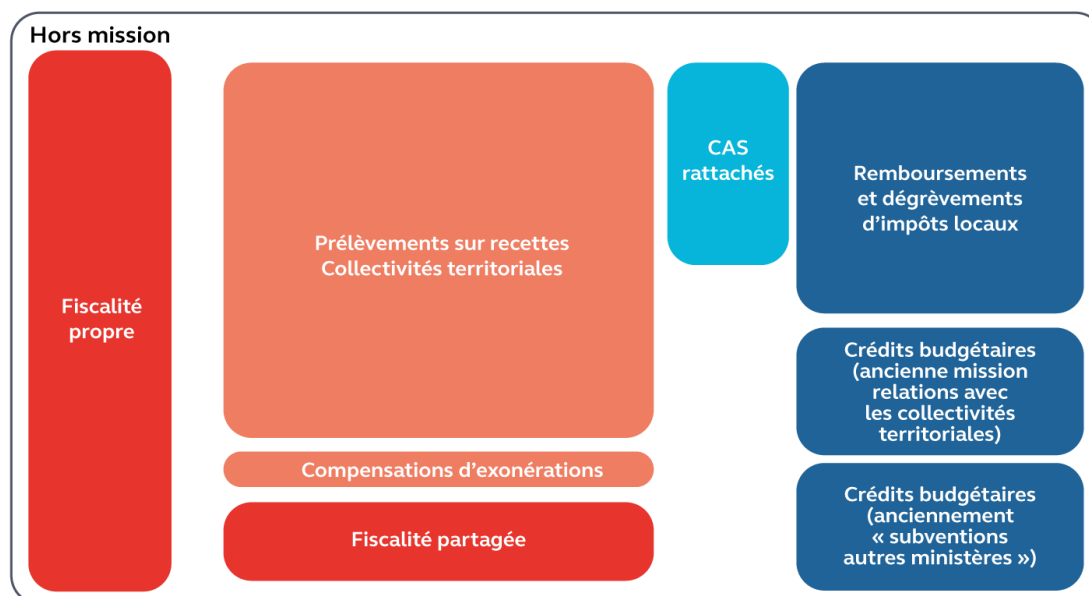 Hors mission
Fiscalité
propre
Prélèvements sur recettes
Collectivités territoriales
Compensations d'exonérations
Fiscalité partagée
CAS
rattachés
Remboursements
et dégrèvements
d'impôts locaux
Crédits budgétaires
(ancienne mission
relations avec
les collectivités
territoriales)
Crédits budgétaires
(anciennement
« subventions
autres ministères »)